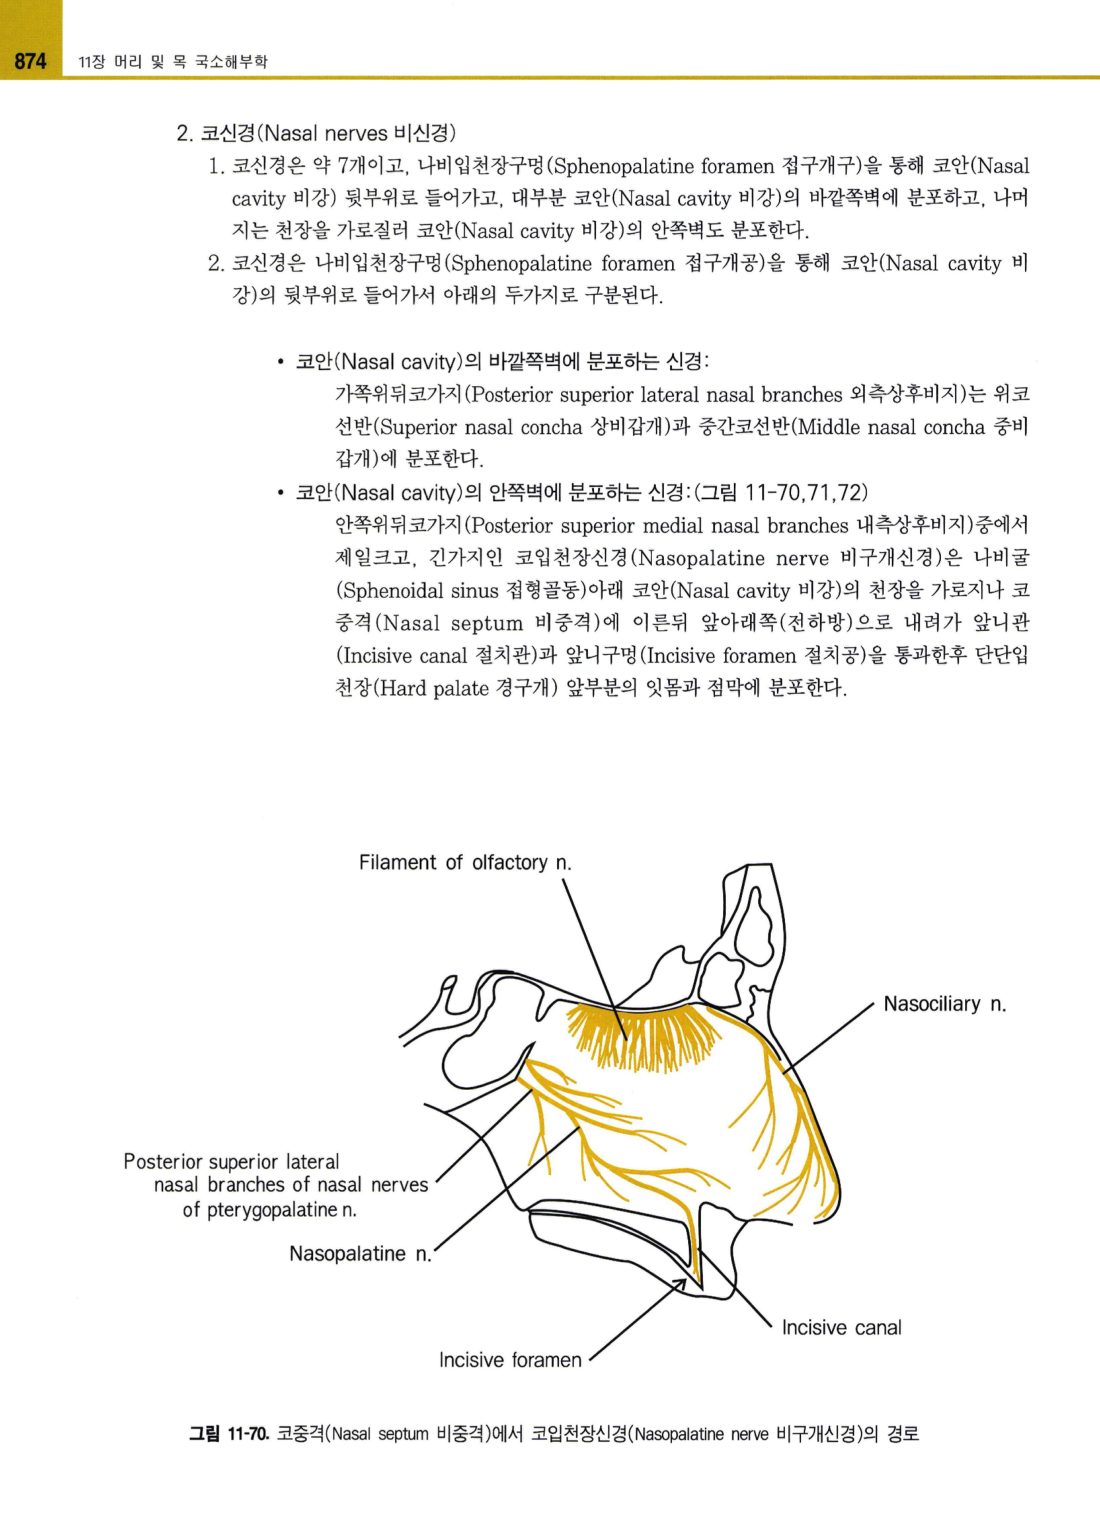 874 11장 머리 및 목 국소해부학
2. 코신경(Nasal nerves 비신경)
1. 코신경은 약 7개이고, 나비입천장구멍(Sphenopalatine foramen 접구개구)을 통해 코안(Nasal
cavity 비강) 뒷부위로 들어가고, 대부분 코안(Nasal cavity 비강)의 바깥쪽벽에 분포하고, 나머
지는 천장을 가로질러 코안(Nasal cavity 비강)의 안쪽벽도 분포한다.
2. 코신경은 나비입천장구멍(Sphenopalatine foramen 접구개공)을 통해 코안(Nasal cavity 비
강)의 뒷부위로 들어가서 아래의 두가지로 구분된다.
• 코안(Nasal cavity)의 바깥쪽벽에 분포하는 신경:
가쪽위뒤코가지(Posterior superior lateral nasal branches 외측상후비지)는 위코
선반(Superior nasal concha 상비갑개)과 중간코선반(Middle nasal concha 중비
갑개)에 분포한다.
• 코안(Nasal cavity)의 안쪽벽에 분포하는 신경:(그림 11-70,71,72)
안쪽위뒤코가지(Posterior superior medial nasal branches 내측상후비지)중에서
제일크고, 긴가지인 코입천장신경(Nasopalatine nerve 비구개신경)은 나비굴
(Sphenoidal sinus 접형골동)아래 코안(Nasal cavity 비강)의 천장을 가로지나 코
중격(Nasal septum 비중격)에 이른뒤 앞아래쪽(전하방)으로 내려가 앞니관
(Incisive canal 절치관)과 앞니구멍(Incisive foramen 절치공)을 통과한후 단단입
천장(Hard palate 경구개) 앞부분의 잇몸과 점막에 분포한다.
Filament of olfactory n.
Nasociliary n.
Posterior superior lateral
nasal branches of nasal nerves
of pterygopalatine n.
Nasopalatine n.
Incisive canal
Incisive foramen
그림 11-70. 코중격(Nasal septum 비중격)에서 코입천장신경(Nasopalatine nerve 비구개신경)의 경로